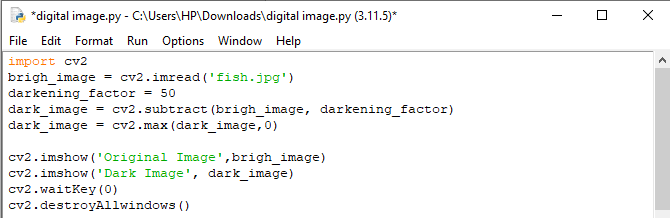 *digital image.py - C:\Users\HP\Downloads\digital image.py (3.11.5)*
File Edit Format Run Options Window Help
import cv2
brigh_image = cv2.imread('fish.jpg')
darkening_factor = 50
dark_image = cv2.subtract(brigh_image, darkening_factor)
dark_image = cv2.max(dark_image,0)

cv2.imshow('Original Image',brigh_image)
cv2.imshow('Dark Image', dark_image)
cv2.waitKey(0)
cv2.destroyAllwindows()